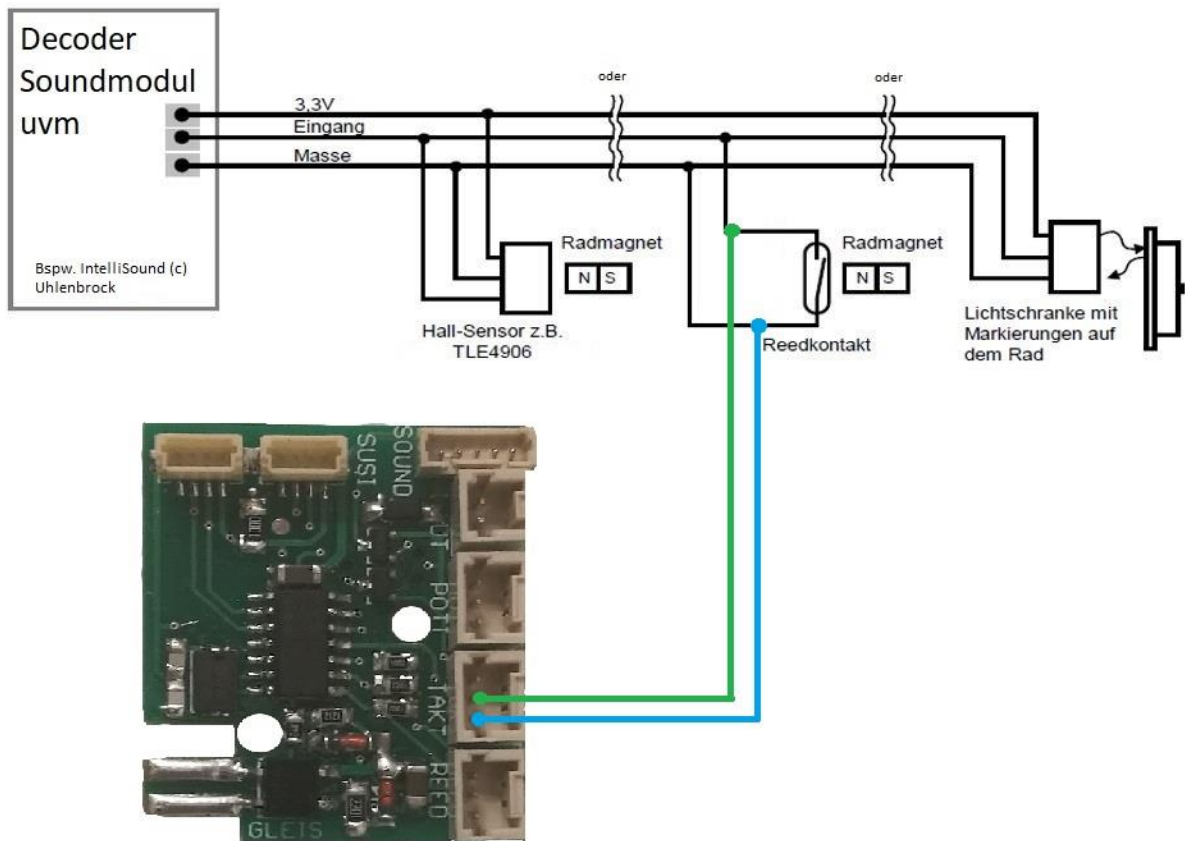 Decoder
Soundmodul
uvm
Bspw. IntelliSound (c)
Uhlenbrock
3,3V
Eingang
Masse
oder
oder
Radmagnet
N S
Hall-Sensor z.B.
TLE4906
Radmagnet
N S
Reedkontakt
Lichtschranke mit
Markierungen auf
dem Rad
SUSI
SOUND
POTI
TAKT
REED
GLEIS